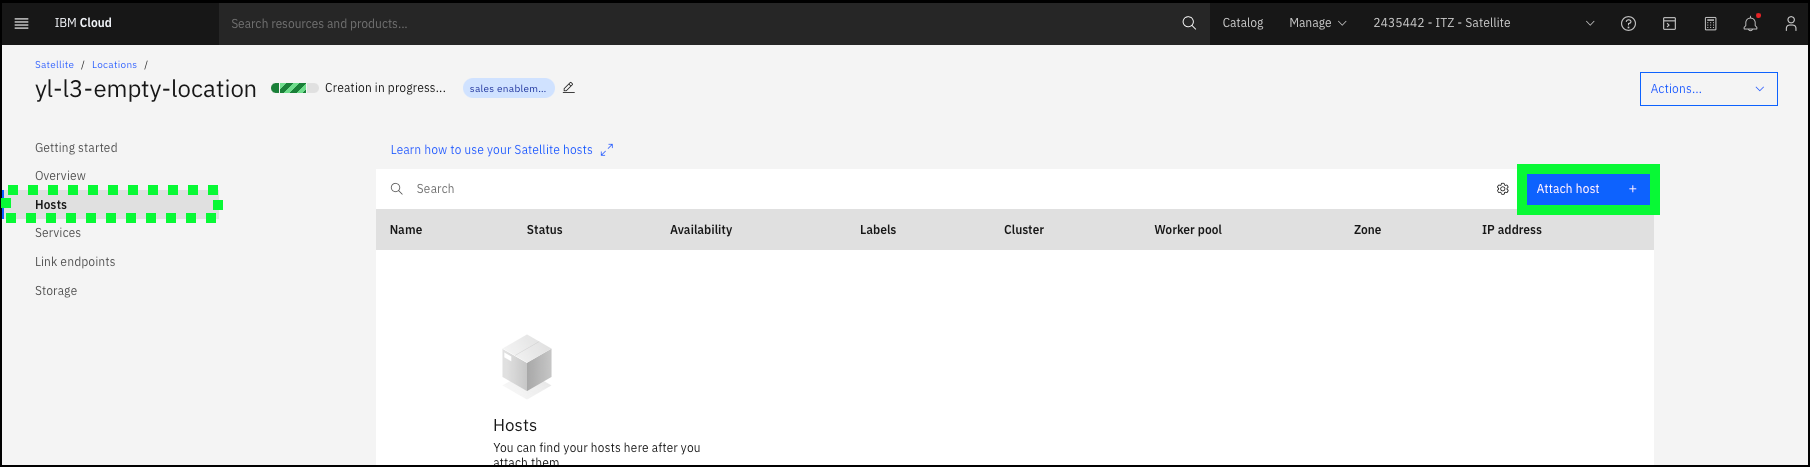 IBM Cloud
Search resources and products...
Catalog
Manage
2435442 - ITZ - Satellite
Satellite / Locations /
yl-l3-empty-location
Creation in progress...
sales enablem...
Actions...
Getting started
Overview
Hosts
Services
Link endpoints
Storage
Learn how to use your Satellite hosts
Search
Attach host +
Name Status Availability Labels Cluster Worker pool Zone IP address
Hosts
You can find your hosts here after you
attach them